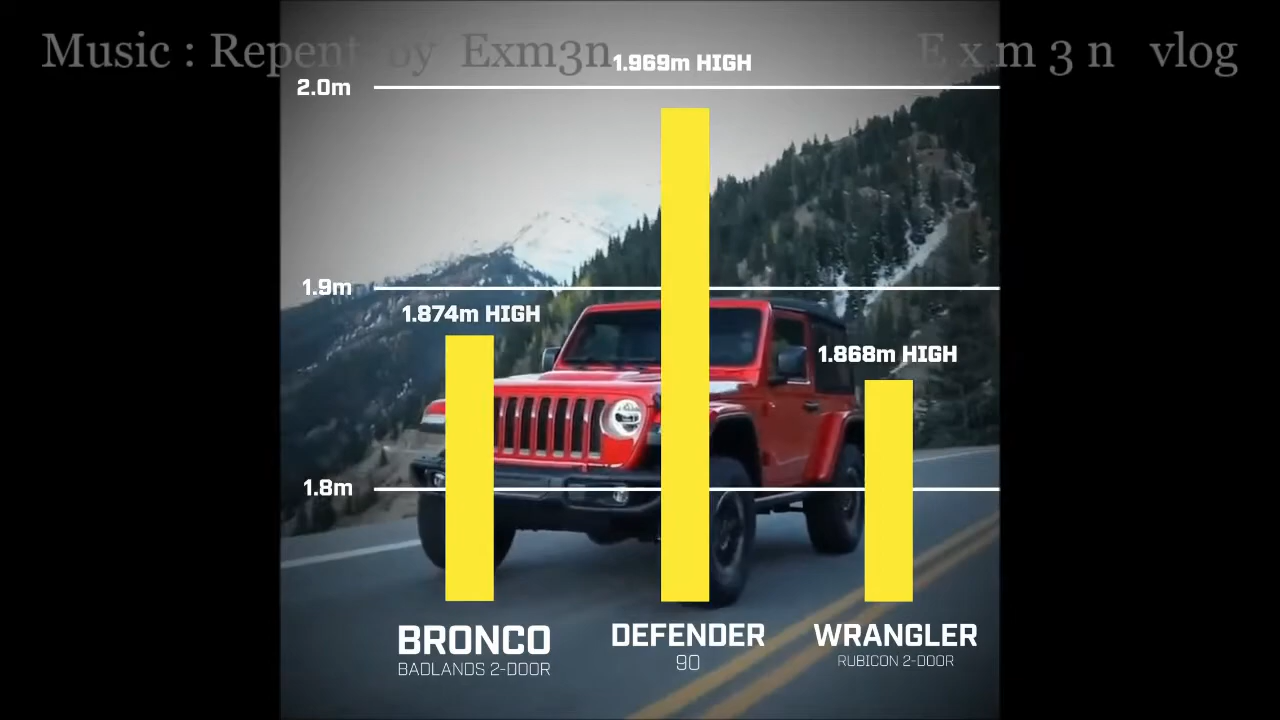 Music : Repent by Exm3n
E x m 3 n vlog
1.969m HIGH
2.0m
1.9m
1.874m HIGH
1.868m HIGH
1.8m
BRONCO
BADLANDS 2-DOOR
DEFENDER
90
WRANGLER
RUBICON 2-DOOR